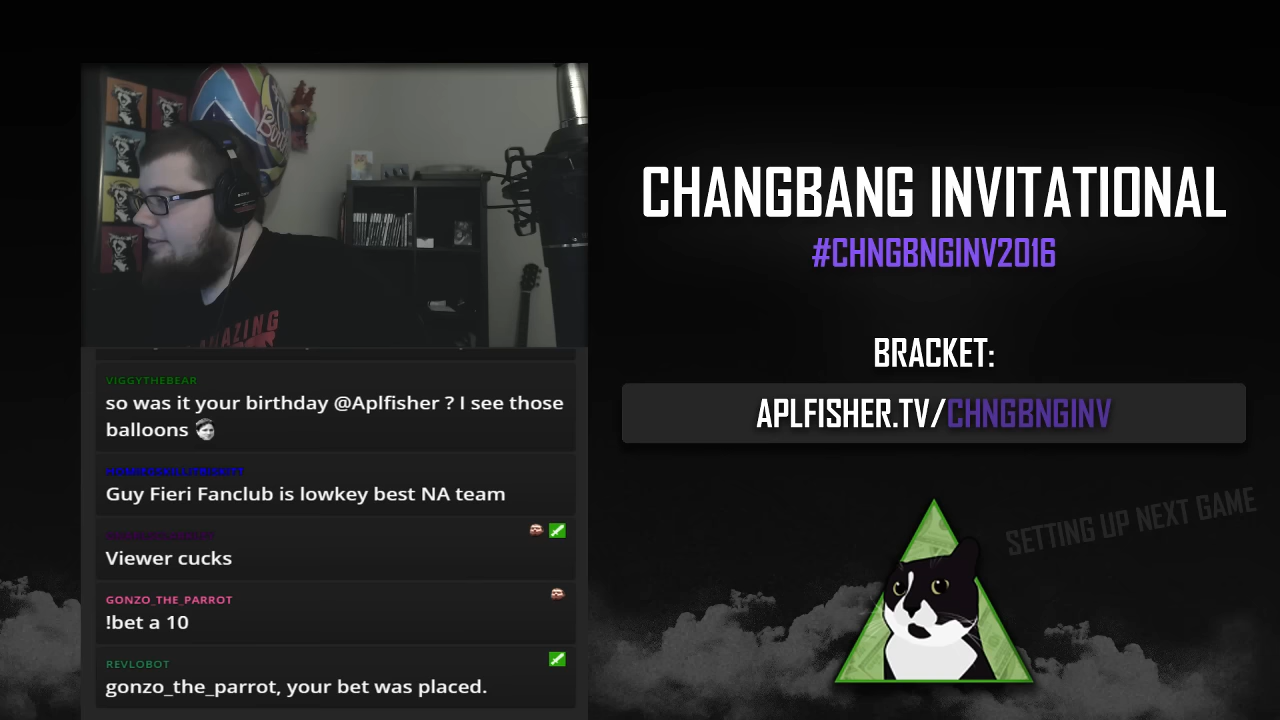 AMAZING
CHANGBANG INVITATIONAL
#CHNGBNGINV2016
BRACKET:
APLFISHER.TV/CHNGBNGINV
SETTING UP NEXT GAME
VIGGYTHEBEAR
so was it your birthday @Aplfisher ? I see those
balloons
Guy Fieri Fanclub is lowkey best NA team
Viewer cucks
GONZO_THE_PARROT
!bet a 10
REVLOBOT
gonzo_the_parrot, your bet was placed.